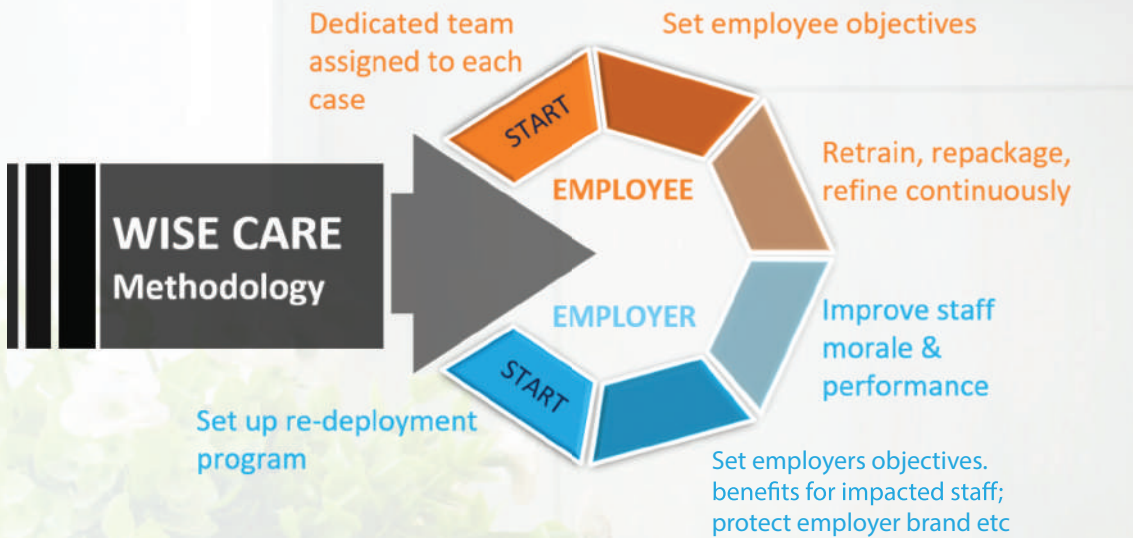 Dedicated team
assigned to each
case
Set employee objectives
START
EMPLOYEE
Retrain, repackage,
refine continuously
WISE CARE
Methodology
EMPLOYER
START
Improve staff
morale &
performance
Set up re-deployment
program
Set employers objectives.
benefits for impacted staff;
protect employer brand etc